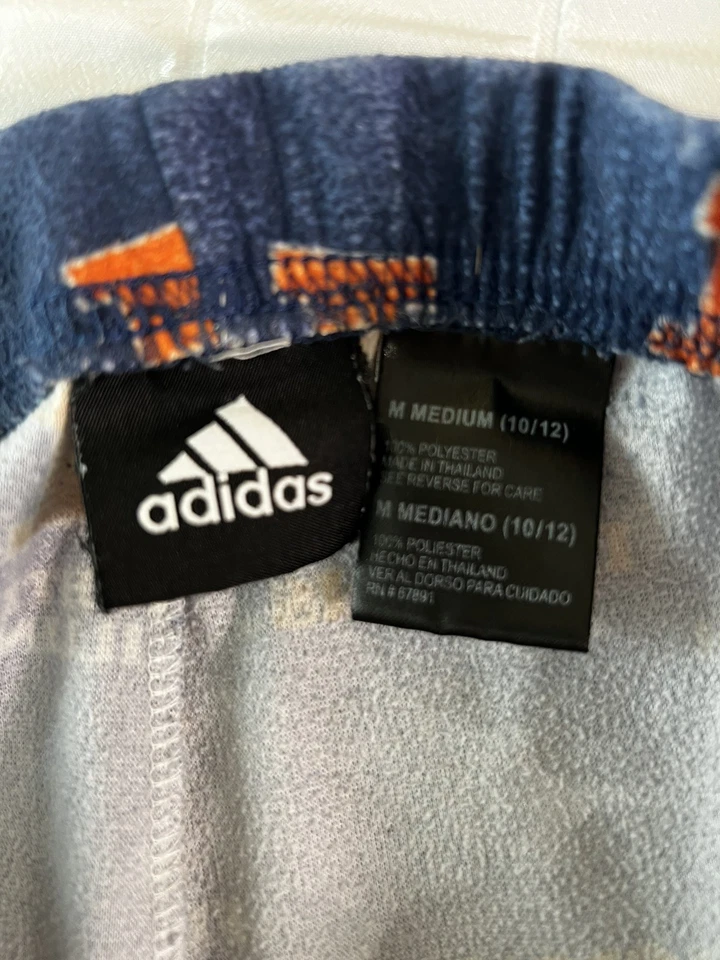 adidas
M MEDIUM (10/12)
100% POLYESTER
MADE IN THAILAND
SEE REVERSE FOR CARE
M MEDIANO (10/12)
100% POLIESTER
HECHO EN THAILAND
VER AL DORSO PARA CUIDADO
RN # 67891